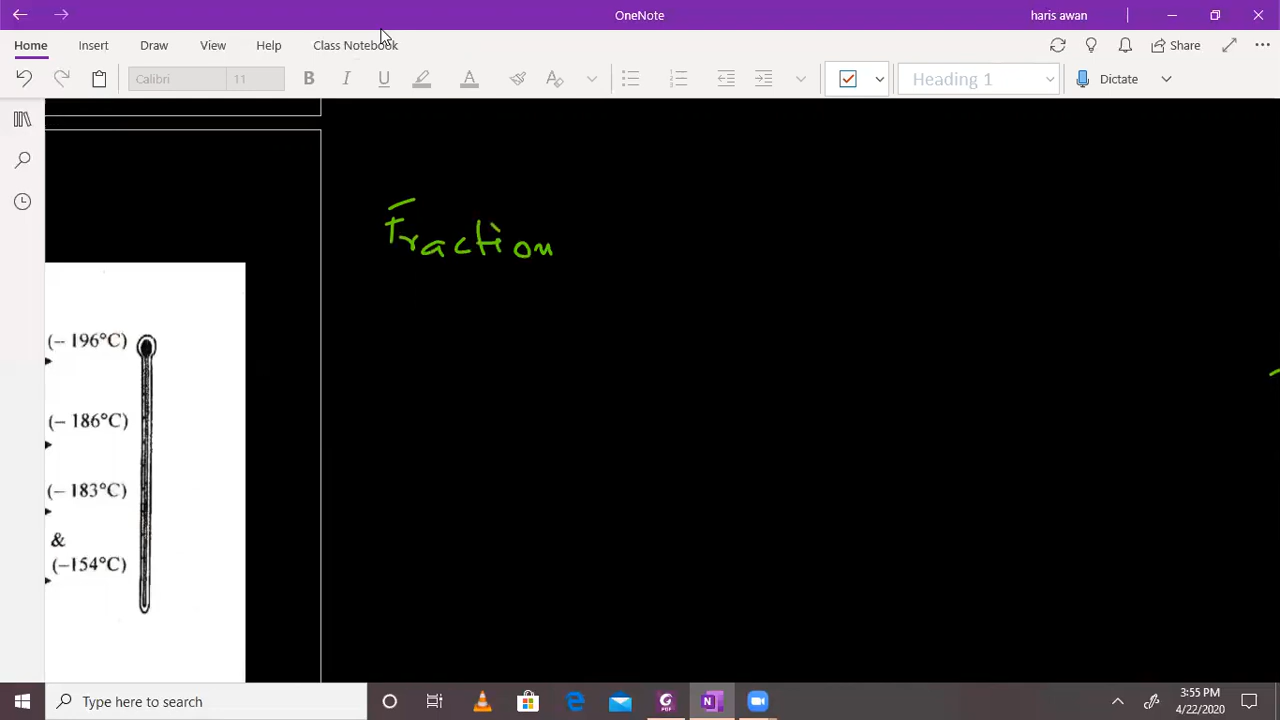 OneNote
haris awan
Home
Insert
Draw
View
Help
Class Notebook
Share
Calibri
11
B
I
U
A
A
Heading 1
Dictate
Fraction
(– 196°C)
(– 186°C)
(– 183°C)
&
(–154°C)
Type here to search
PDF
N
3:55 PM
4/22/2020